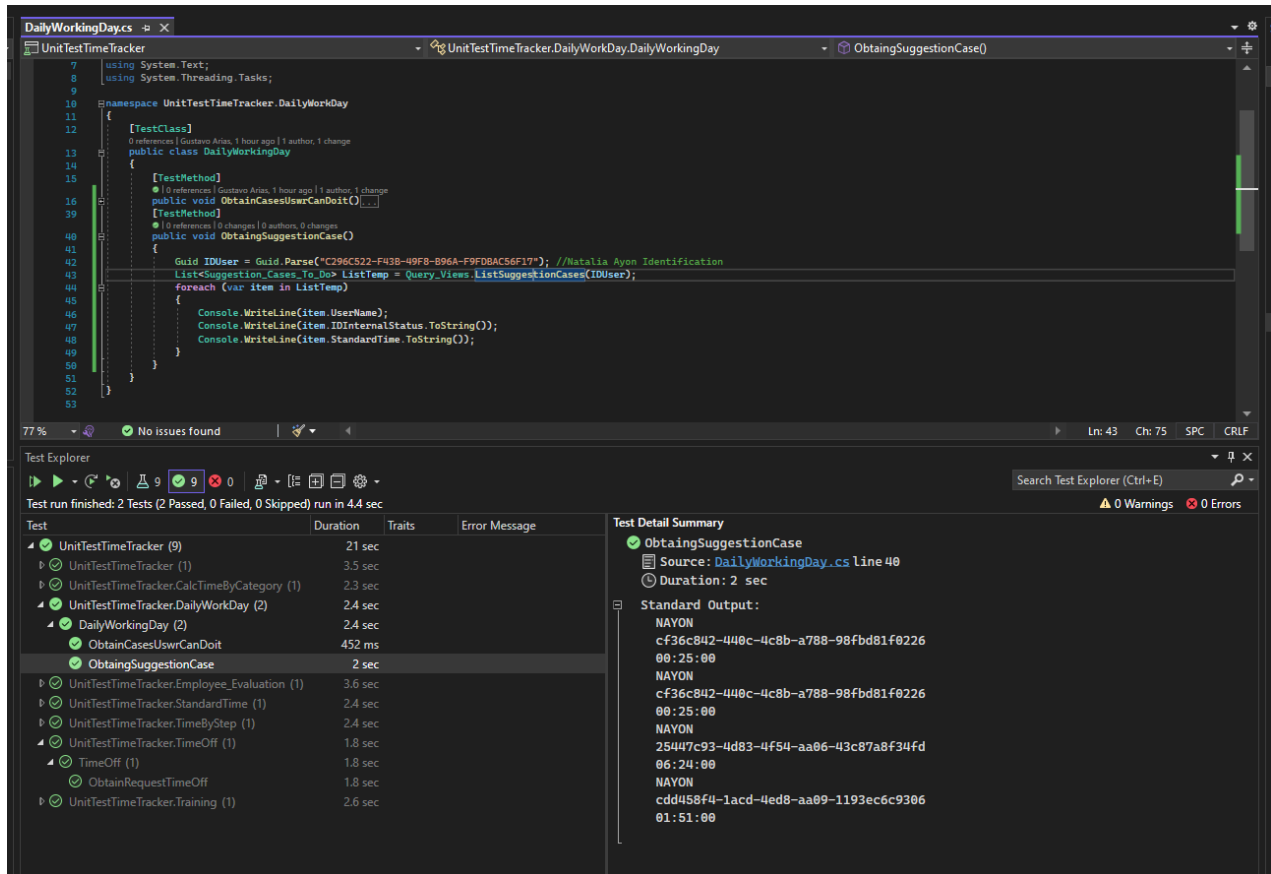 DailyWorkingDay.cs
UnitTestTimeTracker
UnitTestTimeTracker.DailyWorkDay.DailyWorkingDay
ObtaingSuggestionCase()
7 using System.Text;
8 using System.Threading.Tasks;
9
10 namespace UnitTestTimeTracker.DailyWorkDay
11 {
12 [TestClass]
0 references | Gustavo Arias, 1 hour ago | 1 author, 1 change
13 public class DailyWorkingDay
14 {
15 [TestMethod]
0 references | Gustavo Arias, 1 hour ago | 1 author, 1 change
16 public void ObtainCasesUswrCanDoit()...
39 [TestMethod]
0 references | 0 changes | 0 authors, 0 changes
40 public void ObtaingSuggestionCase()
41 {
42 Guid IDUser = Guid.Parse("C296C522-F43B-49F8-B96A-F9FDBAC56F17"); //Natalia Ayon Identification
43 List<Suggestion_Cases_To_Do> ListTemp = Query_Views.ListSuggestionCases(IDUser);
44 foreach (var item in ListTemp)
45 {
46 Console.WriteLine(item.UserName);
47 Console.WriteLine(item.IDInternalStatus.ToString());
48 Console.WriteLine(item.StandardTime.ToString());
49 }
50 }
51 }
52 }
53
77 % No issues found Ln: 43 Ch: 75 SPC CRLF
Test Explorer
9 9 0 Search Test Explorer (Ctrl+E)
Test run finished: 2 Tests (2 Passed, 0 Failed, 0 Skipped) run in 4.4 sec 0 Warnings 0 Errors
Test Duration Traits Error Message
UnitTestTimeTracker (9) 21 sec
UnitTestTimeTracker (1) 3.5 sec
UnitTestTimeTracker.CalcTimeByCategory (1) 2.3 sec
UnitTestTimeTracker.DailyWorkDay (2) 2.4 sec
DailyWorkingDay (2) 2.4 sec
ObtainCasesUswrCanDoit 452 ms
ObtaingSuggestionCase 2 sec
UnitTestTimeTracker.Employee_Evaluation (1) 3.6 sec
UnitTestTimeTracker.StandardTime (1) 2.4 sec
UnitTestTimeTracker.TimeByStep (1) 2.4 sec
UnitTestTimeTracker.TimeOff (1) 1.8 sec
TimeOff (1) 1.8 sec
ObtainRequestTimeOff 1.8 sec
UnitTestTimeTracker.Training (1) 2.6 sec
Test Detail Summary
ObtaingSuggestionCase
Source: DailyWorkingDay.cs line 40
Duration: 2 sec
Standard Output:
NAYON
cf36c842-440c-4c8b-a788-98fbd81f0226
00:25:00
NAYON
cf36c842-440c-4c8b-a788-98fbd81f0226
00:25:00
NAYON
25447c93-4d83-4f54-aa06-43c87a8f34fd
06:24:00
NAYON
cdd458f4-1acd-4ed8-aa09-1193ec6c9306
01:51:00